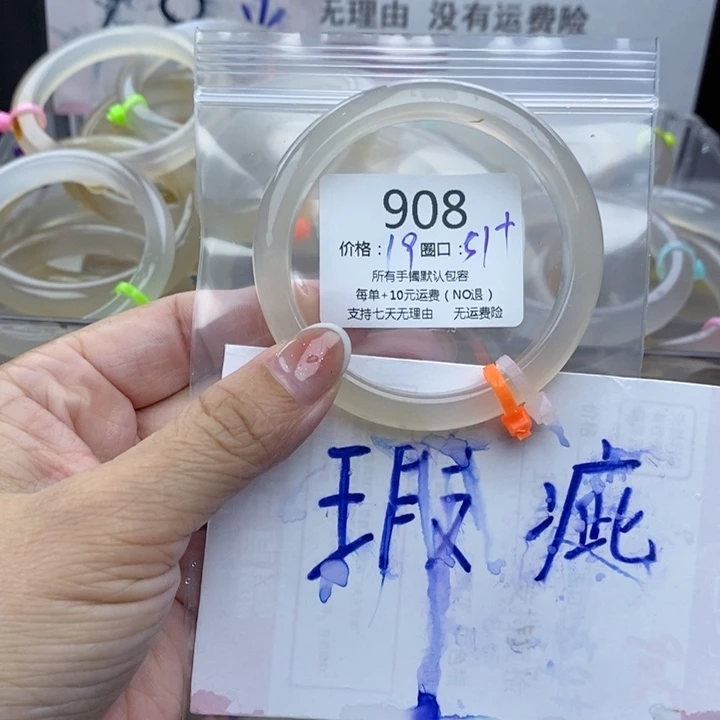 无理由 没有运费险
908
价格：19 圈口：51+
所有手镯默认包容
每单+10元运费（NO退）
支持七天无理由 无运费险
瑕疵